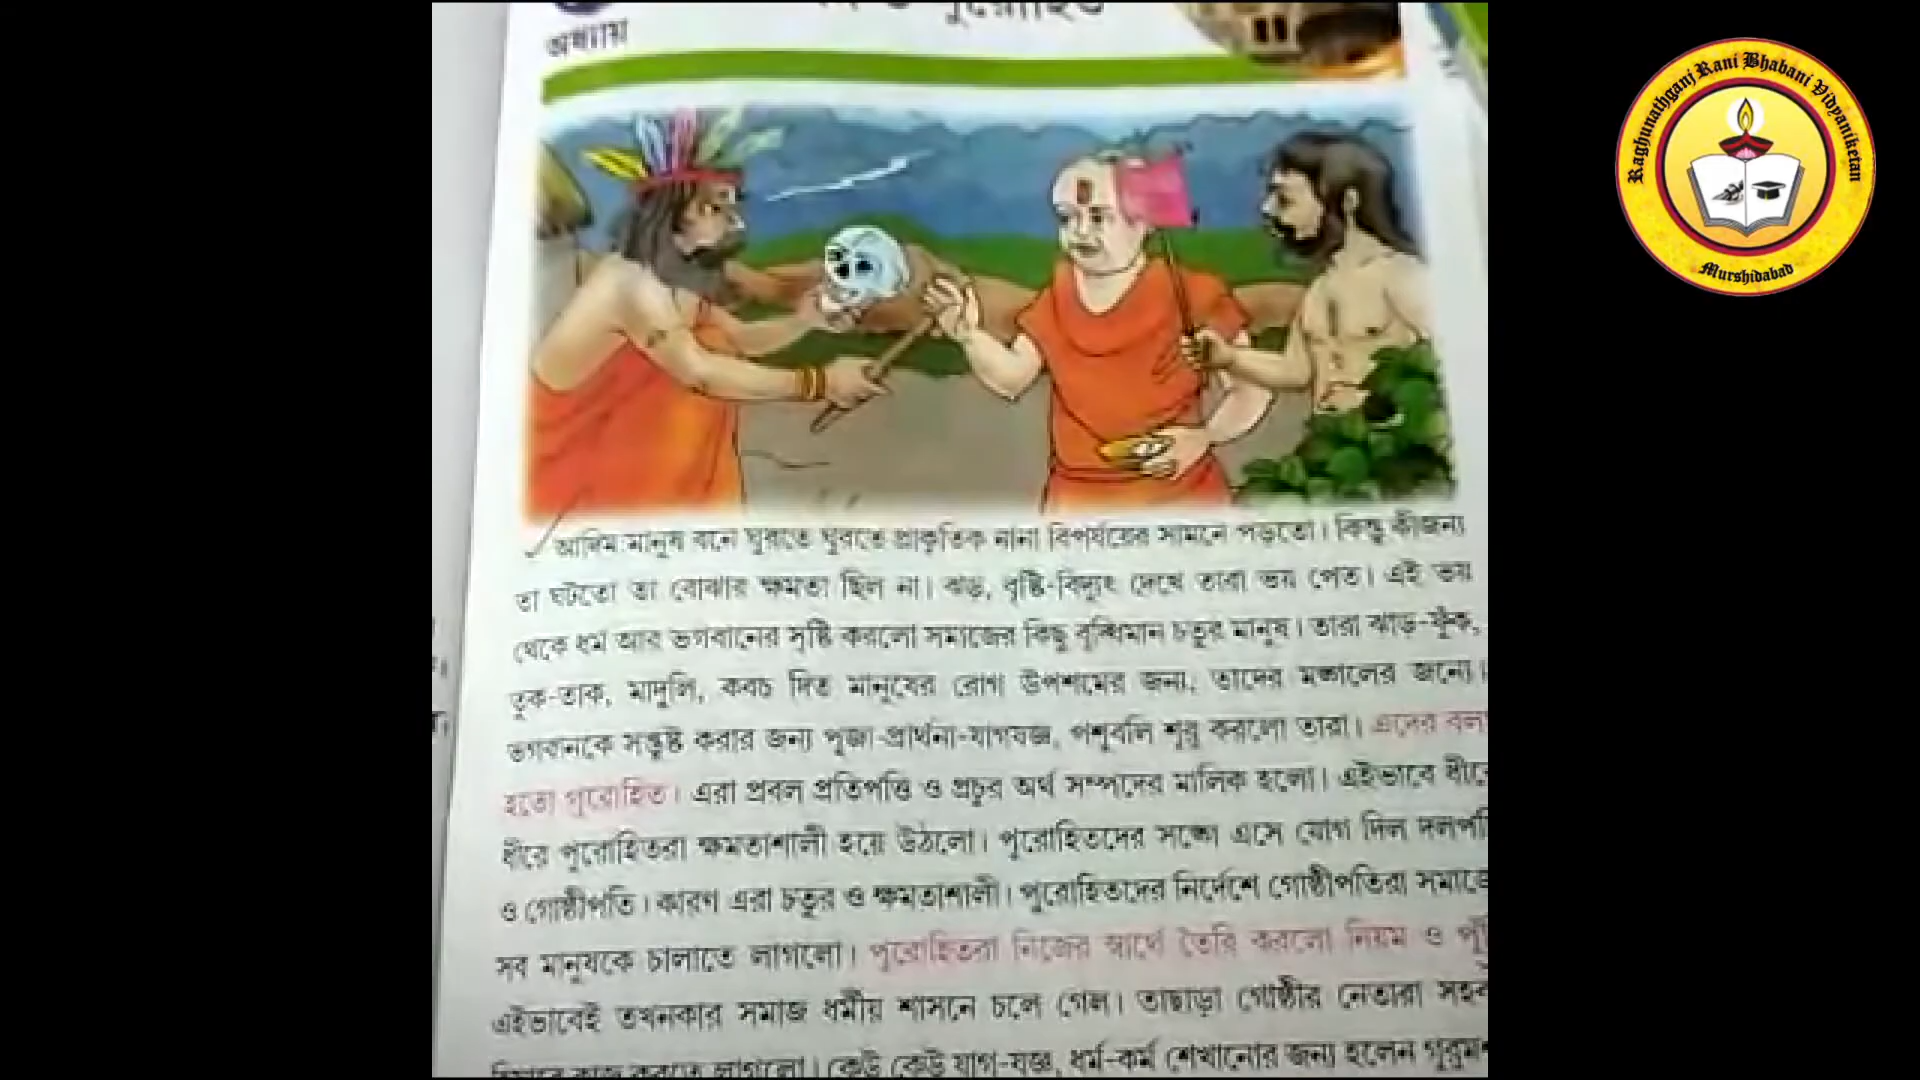 অধ্যায়
পুরোহিত
আদিম মানুষ বনে ঘুরতে ঘুরতে প্রাকৃতিক নানা বিপর্যয়ের সামনে পড়তো। কিন্তু কীজন্য
তা ঘটতো তা বোঝার ক্ষমতা ছিল না। ঝড়, বৃষ্টি-বিদ্যুৎ দেখে তারা ভয় পেত। এই ভয়
থেকে ধর্ম আর ভগবানের সৃষ্টি করলো সমাজের কিছু বুদ্ধিমান চতুর মানুষ। তারা ঝাড়-ফুঁক,
তুক-তাক, মাদুলি, কবচ দিত মানুষের রোগ উপশমের জন্য, তাদের মঙ্গলের জন্যে।
ভগবানকে সন্তুষ্ট করার জন্য পূজা-প্রার্থনা-যাগযজ্ঞ, পশুবলি শুরু করলো তারা। এদের বলা
হতো পুরোহিত। এরা প্রবল প্রতিপত্তি ও প্রচুর অর্থ সম্পদের মালিক হলো। এইভাবে ধীরে
ধীরে পুরোহিতরা ক্ষমতাশালী হয়ে উঠলো। পুরোহিতদের সঙ্গে এসে যোগ দিল দলপতি
ও গোষ্ঠীপতি। কারণ এরা চতুর ও ক্ষমতাশালী। পুরোহিতদের নির্দেশে গোষ্ঠীপতিরা সমাজে
সব মানুষকে চালাতে লাগলো। পুরোহিতরা নিজের স্বার্থে তৈরি করলো নিয়ম ও
এইভাবেই তখনকার সমাজ ধর্মীয় শাসনে চলে গেল। তাছাড়া গোষ্ঠীর নেতারা
কাজ করতে লাগলো। কেউ কেউ যাগ-যজ্ঞ, ধর্ম-কর্ম শেখানোর জন্য হলেন
Raghunathganj Rani Bhabani Vidyaniketan
Murshidabad